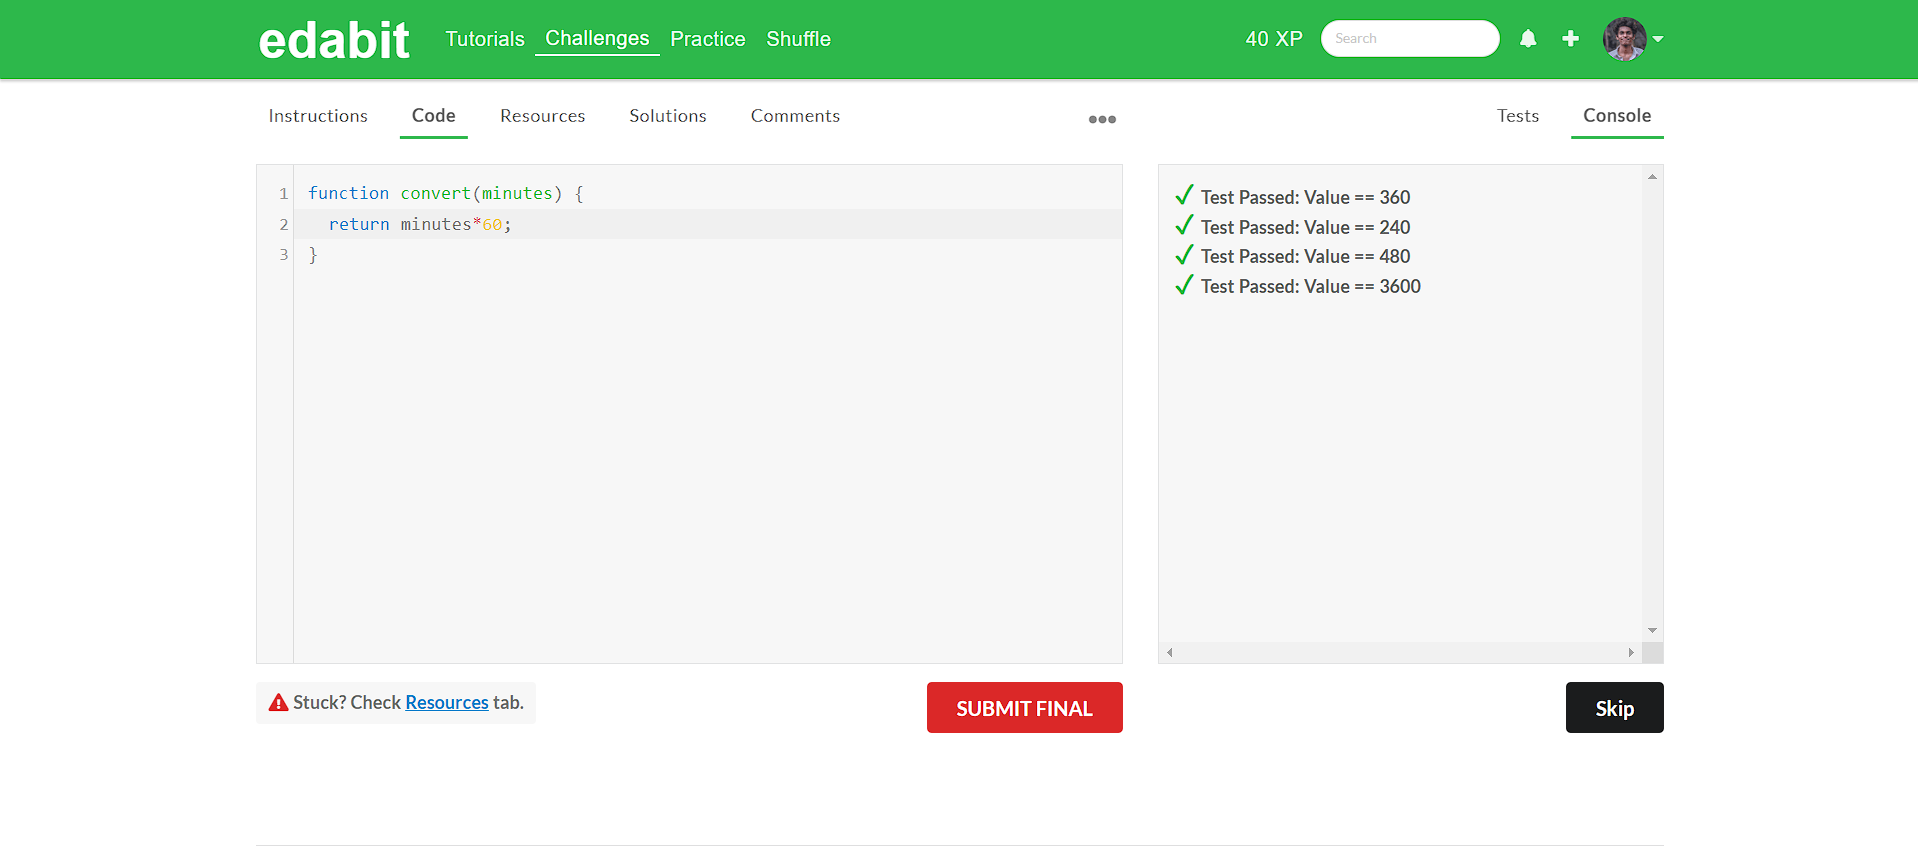 edabit Tutorials Challenges Practice Shuffle 40 XP Search
Instructions Code Resources Solutions Comments Tests Console
1 function convert(minutes) {
2 return minutes*60;
3 }
Test Passed: Value == 360
Test Passed: Value == 240
Test Passed: Value == 480
Test Passed: Value == 3600
Stuck? Check Resources tab.
SUBMIT FINAL
Skip